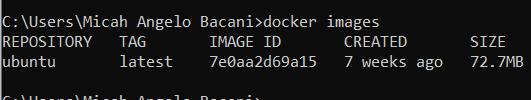 C:\Users\Micah Angelo Bacani>docker images
REPOSITORY TAG IMAGE ID CREATED SIZE
ubuntu latest 7e0aa2d69a15 7 weeks ago 72.7MB
C:\Users\Micah Angelo Bacani>